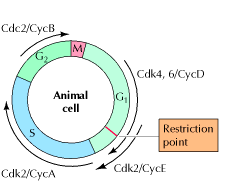 Cdc2/CycB
M
G2
Cdk4, 6/CycD
Animal
cell
G1
S
Restriction
point
Cdk2/CycE
Cdk2/CycA